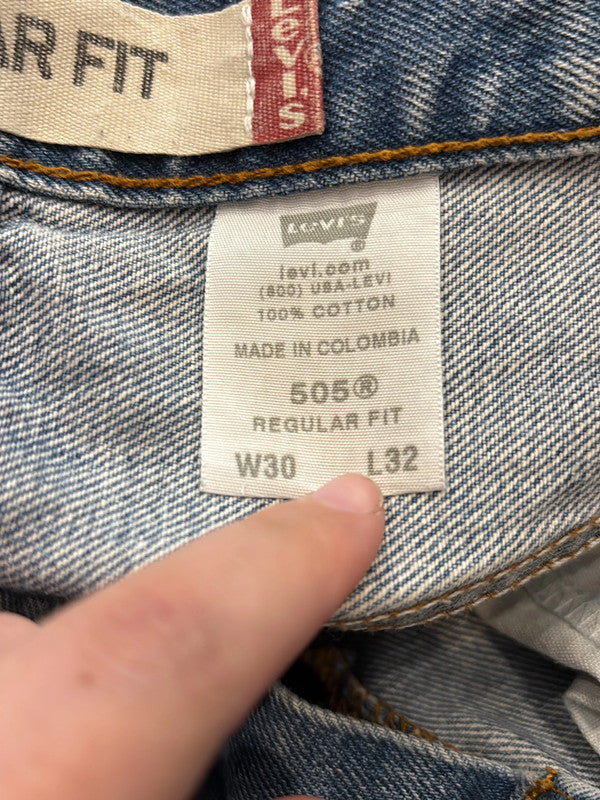 AR FIT
Levi's
LEVI'S
®
levi.com
(800) USA-LEVI
100% COTTON
MADE IN COLOMBIA
505®
REGULAR FIT
W30 L32